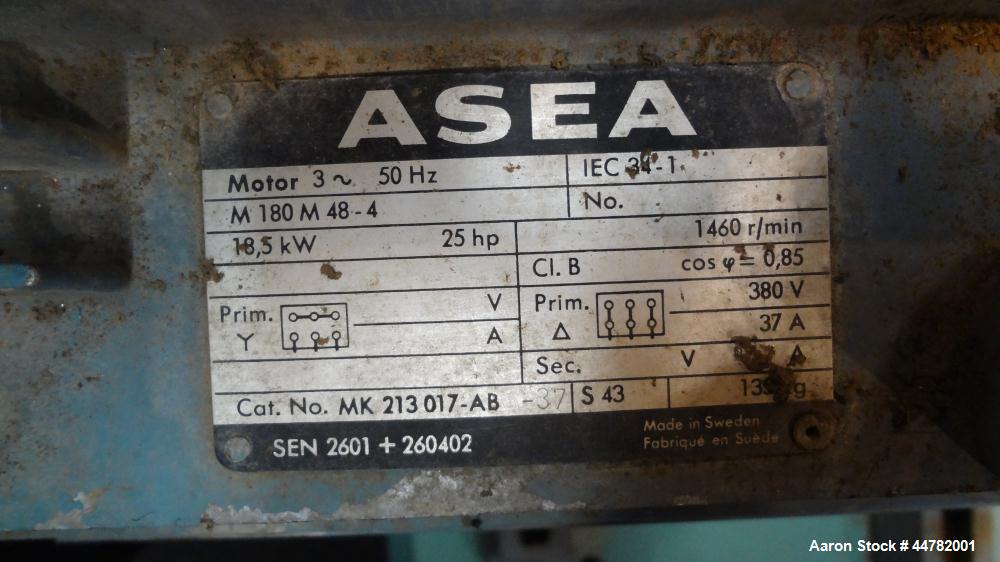 ASEA
Motor 3 ~ 50 Hz IEC 34-1
M 180 M 48-4 No.
18,5 kW 25 hp 1460 r/min
Cl. B cos φ = 0,85
Prim. V Prim. 380 V
Y A Δ 37 A
Sec. V A
Cat. No. MK 213 017-AB -37 S 43
SEN 2601 + 260402
Made in Sweden
Fabriqué en Suède
Aaron Stock # 44782001